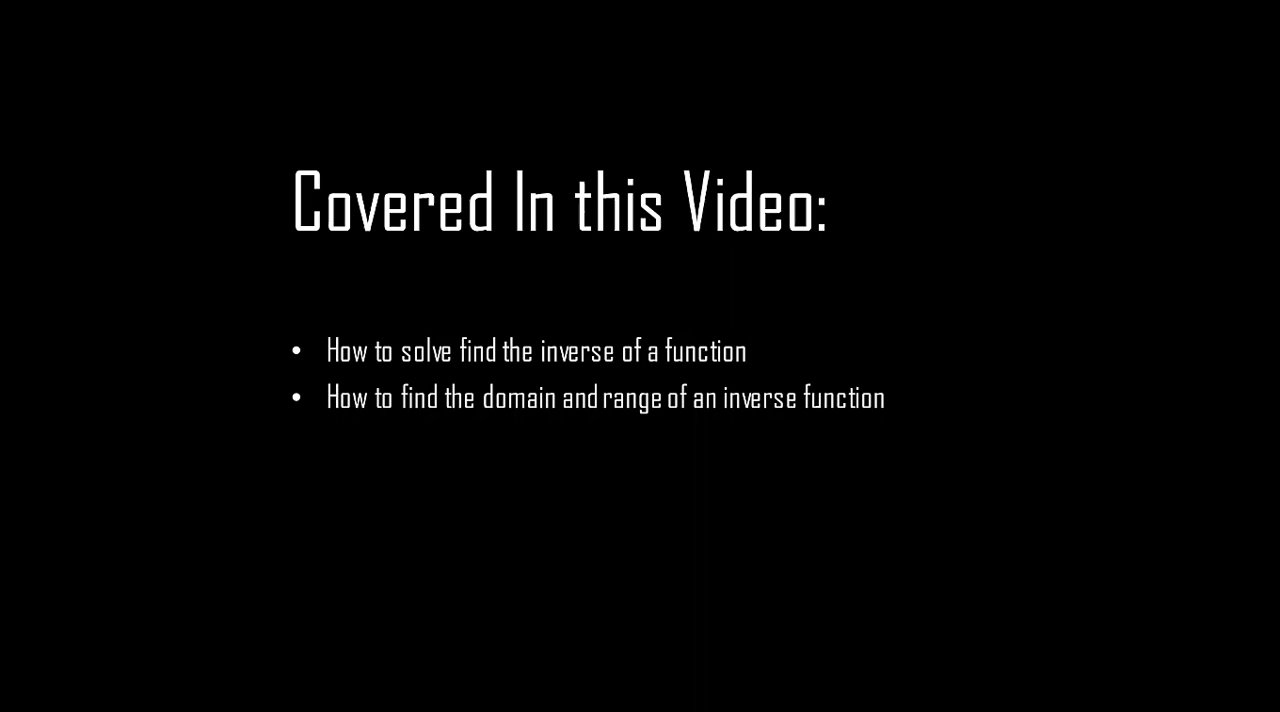 Covered In this Video:
• How to solve find the inverse of a function
• How to find the domain and range of an inverse function